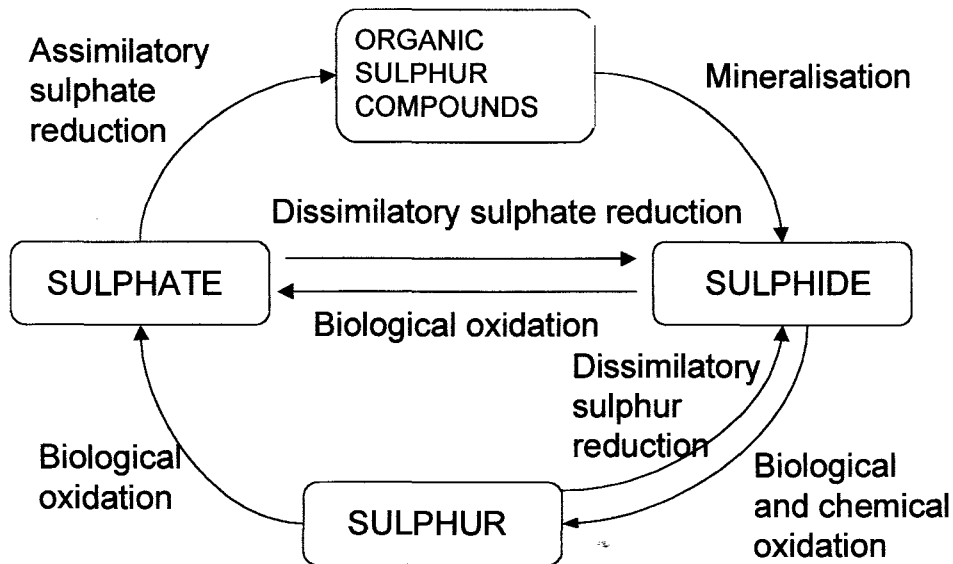 Assimilatory
sulphate
reduction
ORGANIC
SULPHUR
COMPOUNDS
Mineralisation
Dissimilatory sulphate reduction
SULPHATE
SULPHIDE
Biological oxidation
Dissimilatory
sulphur
reduction
Biological
oxidation
SULPHUR
Biological
and chemical
oxidation